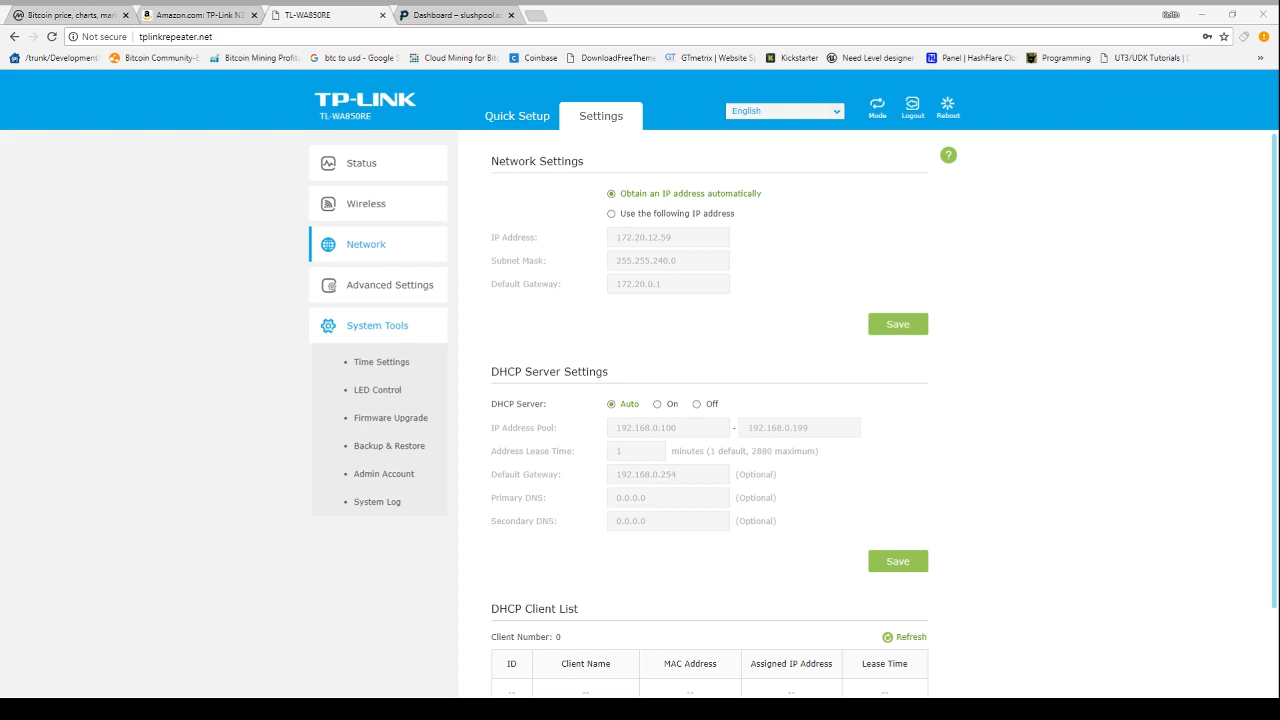 Bitcoin price, charts, mar
Amazon.com: TP-Link N3
TL-WA850RE
Dashboard – slushpool.c
Keith
Not secure
tplinkrepeater.net
/trunk/Development/
Bitcoin Community-E
Bitcoin Mining Profit
btc to usd - Google S
Cloud Mining for Bit
Coinbase
DownloadFreeTheme
GTmetrix | Website S
Kickstarter
Need Level designer
Panel | HashFlare Clo
Programming
UT3/UDK Tutorials | D
»
TP-LINK
TL-WA850RE
Quick Setup
Settings
English
Mode
Logout
Reboot
Status
Wireless
Network
Advanced Settings
System Tools
Time Settings
LED Control
Firmware Upgrade
Backup & Restore
Admin Account
System Log
Network Settings
?
Obtain an IP address automatically
Use the following IP address
IP Address: 172.20.12.59
Subnet Mask: 255.255.240.0
Default Gateway: 172.20.0.1
Save
DHCP Server Settings
DHCP Server: Auto On Off
IP Address Pool: 192.168.0.100 - 192.168.0.199
Address Lease Time: 1 minutes (1 default, 2880 maximum)
Default Gateway: 192.168.0.254 (Optional)
Primary DNS: 0.0.0.0 (Optional)
Secondary DNS: 0.0.0.0 (Optional)
Save
DHCP Client List
Client Number: 0
Refresh
ID Client Name MAC Address Assigned IP Address Lease Time
-- -- -- -- --